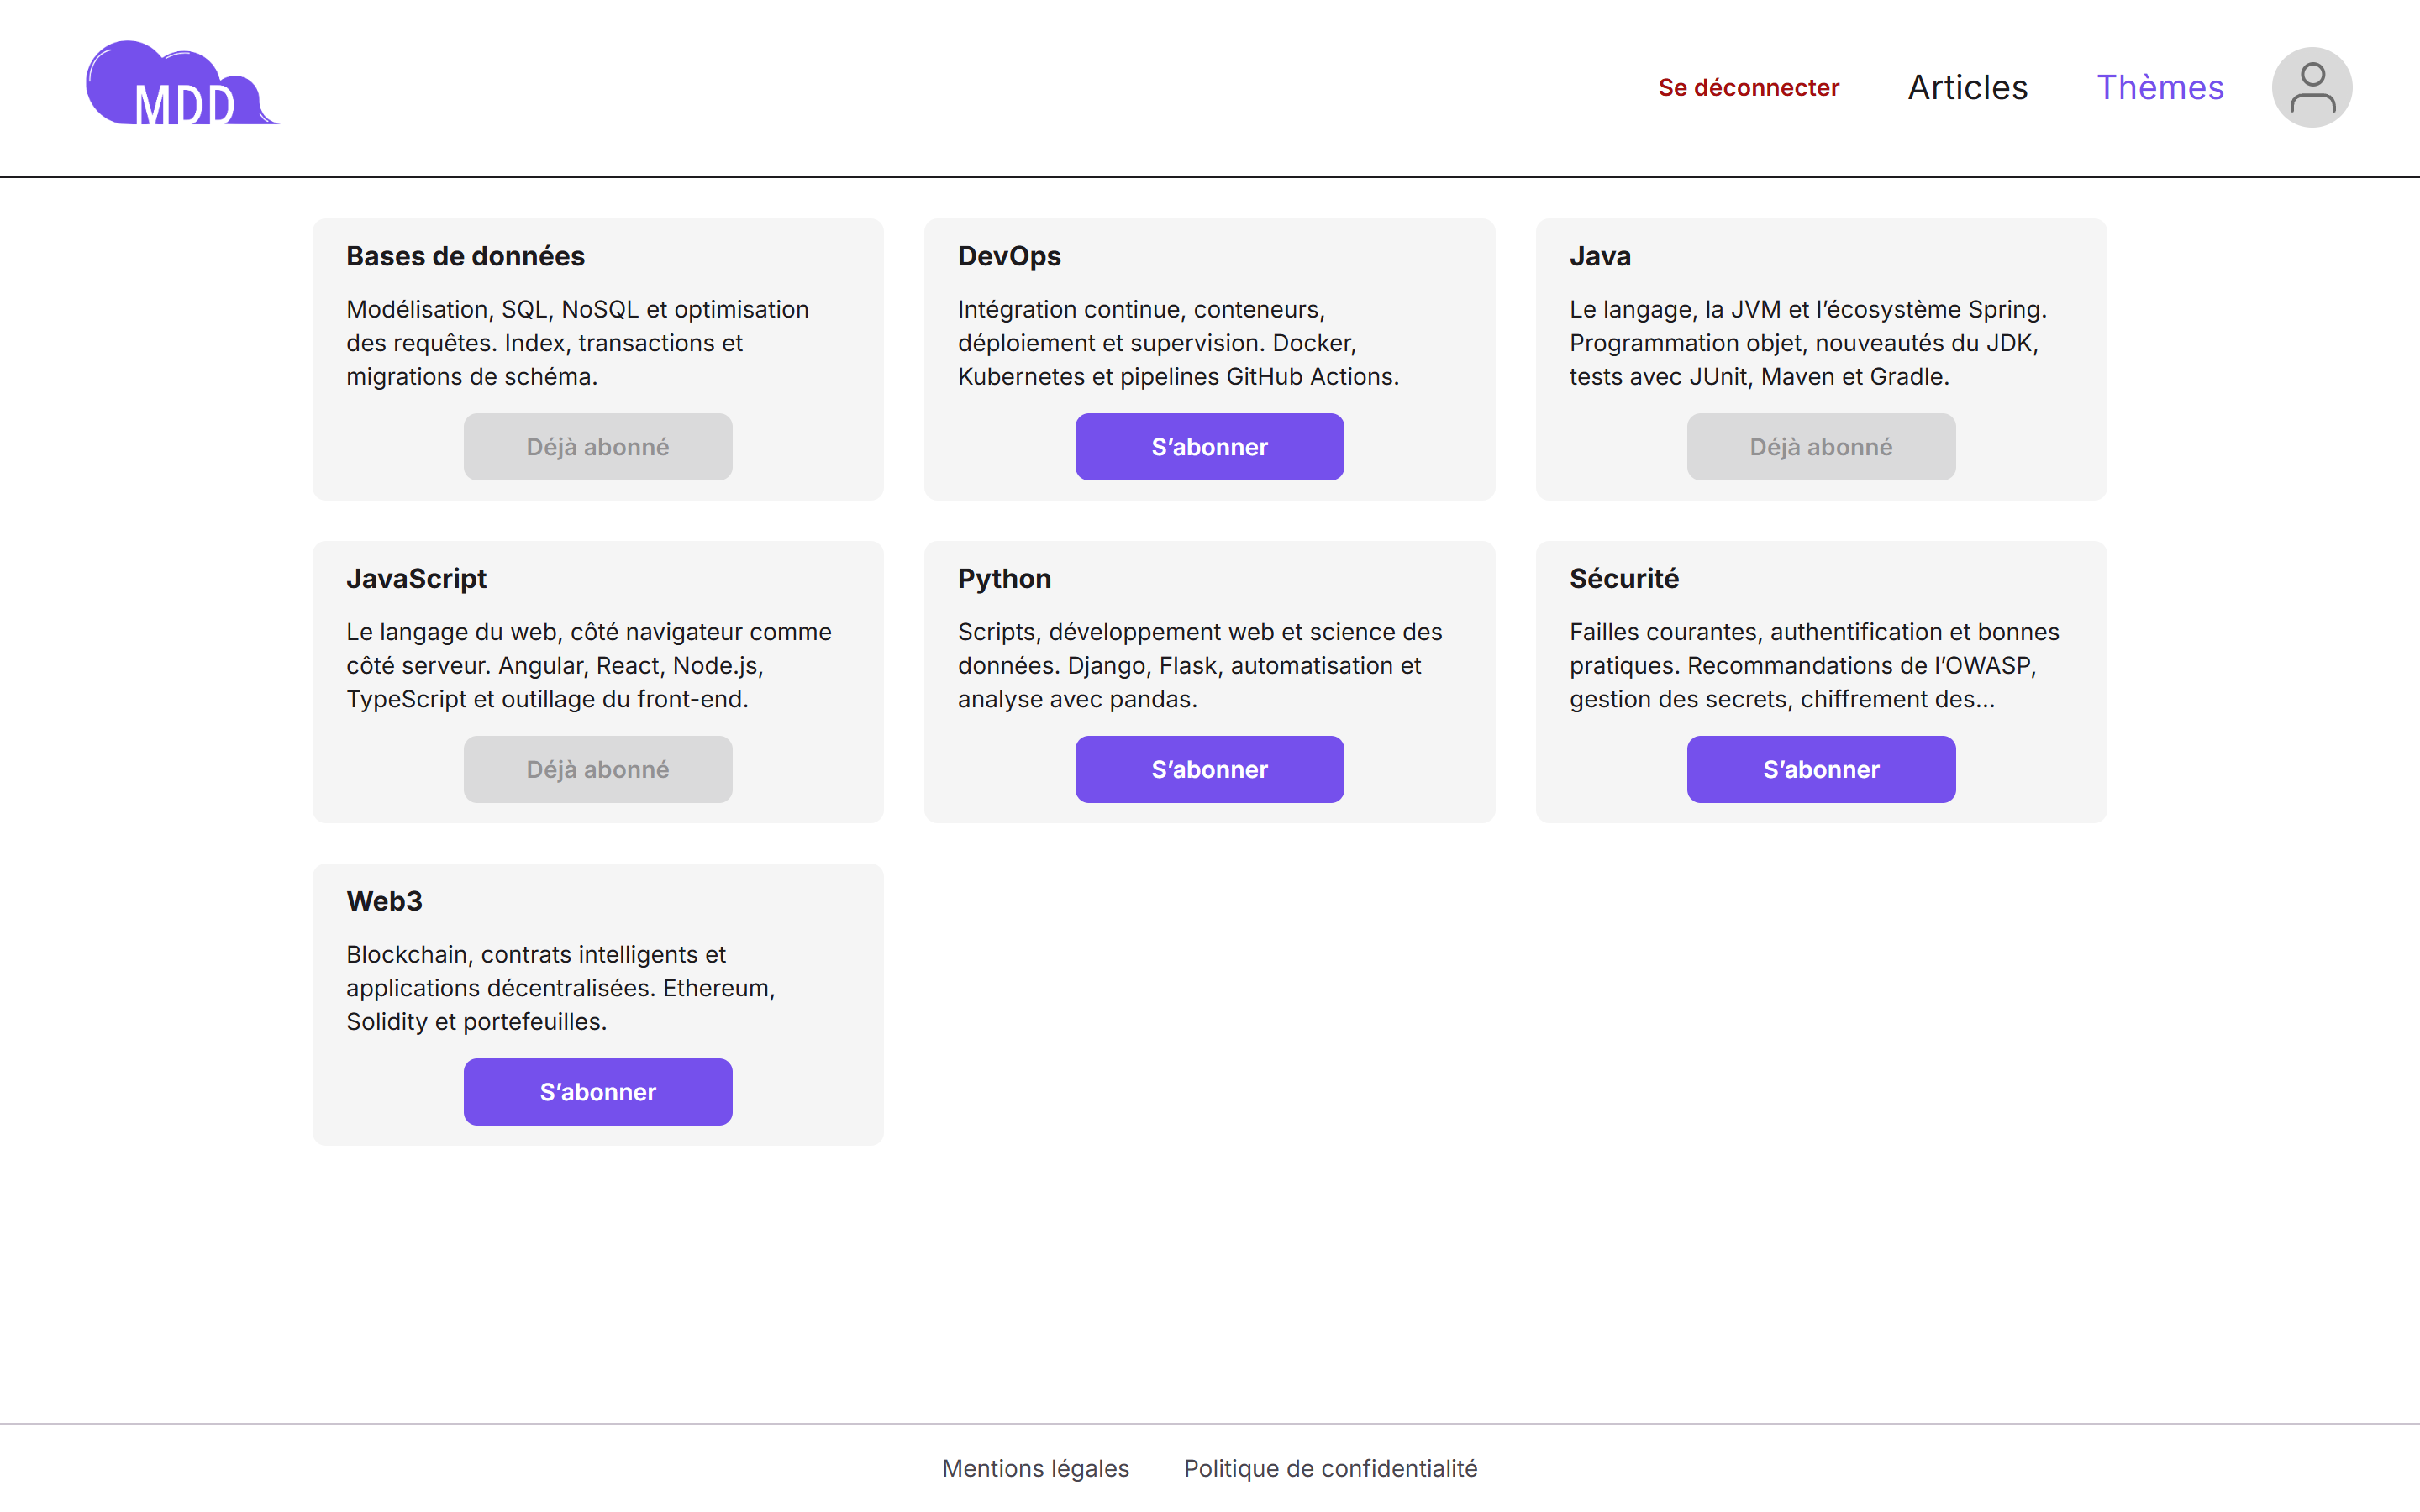 MDD
Se déconnecter
Articles
Thèmes
Bases de données
Modélisation, SQL, NoSQL et optimisation
des requêtes. Index, transactions et
migrations de schéma.
Déjà abonné
DevOps
Intégration continue, conteneurs,
déploiement et supervision. Docker,
Kubernetes et pipelines GitHub Actions.
S’abonner
Java
Le langage, la JVM et l’écosystème Spring.
Programmation objet, nouveautés du JDK,
tests avec JUnit, Maven et Gradle.
Déjà abonné
JavaScript
Le langage du web, côté navigateur comme
côté serveur. Angular, React, Node.js,
TypeScript et outillage du front-end.
Déjà abonné
Python
Scripts, développement web et science des
données. Django, Flask, automatisation et
analyse avec pandas.
S’abonner
Sécurité
Failles courantes, authentification et bonnes
pratiques. Recommandations de l’OWASP,
gestion des secrets, chiffrement des…
S’abonner
Web3
Blockchain, contrats intelligents et
applications décentralisées. Ethereum,
Solidity et portefeuilles.
S’abonner
Mentions légales
Politique de confidentialité